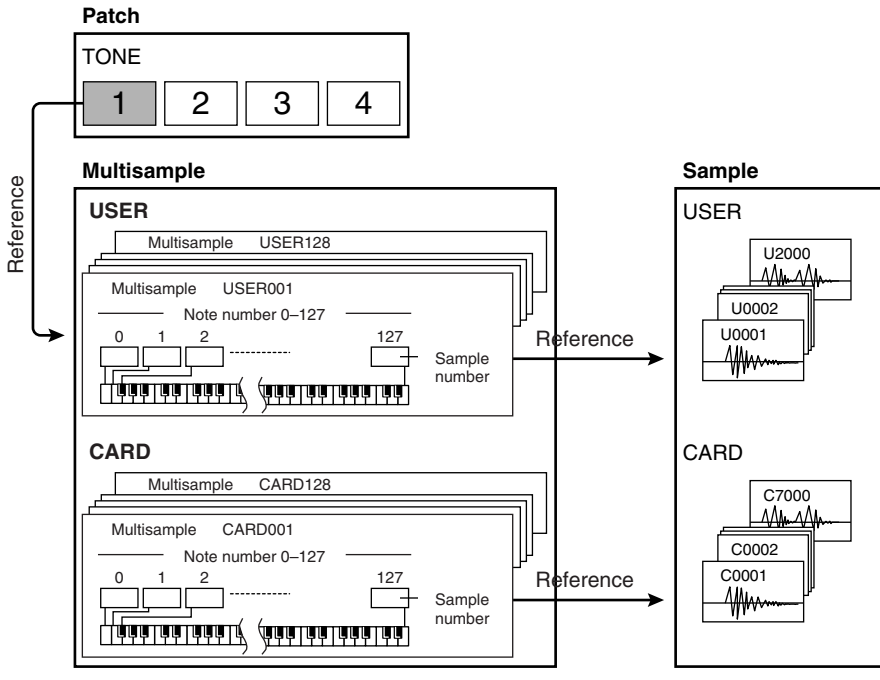 Patch
TONE
1 2 3 4
Reference
Multisample
USER
Multisample USER128
Multisample USER001
Note number 0–127
0 1 2 127
Sample
number
Reference
CARD
Multisample CARD128
Multisample CARD001
Note number 0–127
0 1 2 127
Sample
number
Reference
Sample
USER
U2000
U0002
U0001
CARD
C7000
C0002
C0001